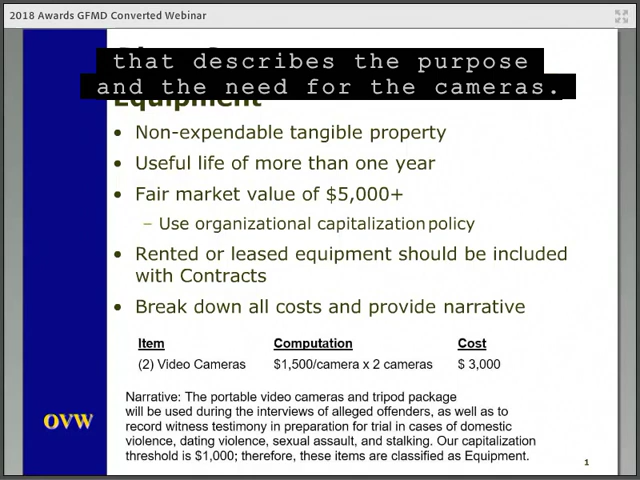 2018 Awards GFMD Converted Webinar
that describes the purpose
and the need for the cameras.
Equipment
• Non-expendable tangible property
• Useful life of more than one year
• Fair market value of $5,000+
– Use organizational capitalization policy
• Rented or leased equipment should be included
with Contracts
• Break down all costs and provide narrative
Item Computation Cost
(2) Video Cameras $1,500/camera x 2 cameras $ 3,000
Narrative: The portable video cameras and tripod package
will be used during the interviews of alleged offenders, as well as to
record witness testimony in preparation for trial in cases of domestic
violence, dating violence, sexual assault, and stalking. Our capitalization
threshold is $1,000; therefore, these items are classified as Equipment.
OVW
1